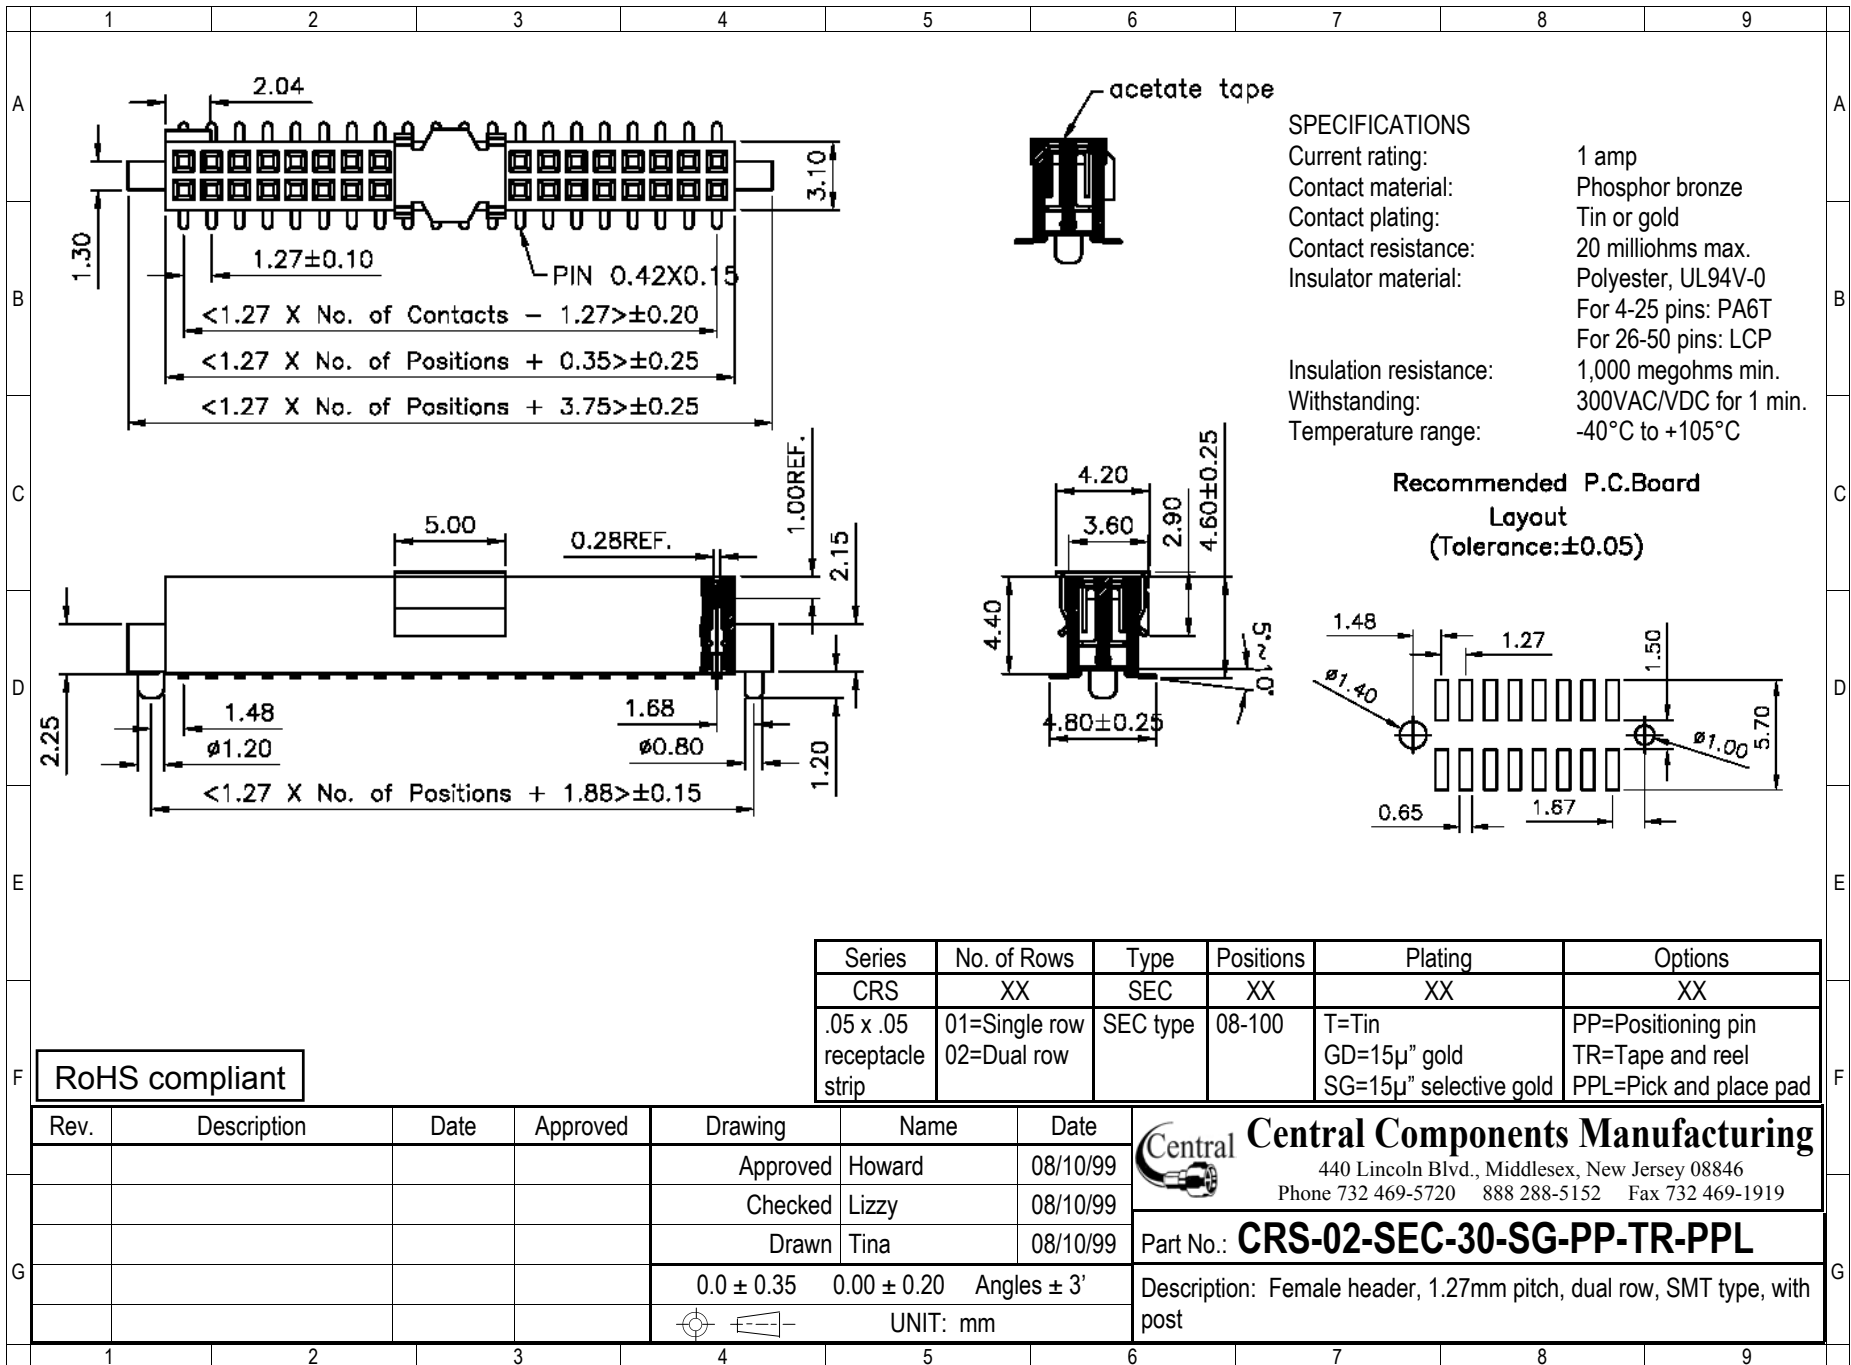 1 2 3 4 5 6 7 8 9
A A
B B
C C
D D
E E
F F
G G
2.04
3.10
1.30
1.27±0.10
PIN 0.42X0.15
<1.27 X No. of Contacts - 1.27>±0.20
<1.27 X No. of Positions + 0.35>±0.25
<1.27 X No. of Positions + 3.75>±0.25
acetate tape
SPECIFICATIONS
Current rating: 1 amp
Contact material: Phosphor bronze
Contact plating: Tin or gold
Contact resistance: 20 milliohms max.
Insulator material: Polyester, UL94V-0
For 4-25 pins: PA6T
For 26-50 pins: LCP
Insulation resistance: 1,000 megohms min.
Withstanding: 300VAC/VDC for 1 min.
Temperature range: -40°C to +105°C
5.00
0.28REF.
1.00REF.
2.15
2.25
1.48
ø1.20
1.68
ø0.80
1.20
<1.27 X No. of Positions + 1.88>±0.15
4.20
3.60
2.90
4.60±0.25
4.40
5°~10°
4.80±0.25
Recommended P.C.Board
Layout
(Tolerance:±0.05)
1.48
1.27
1.50
ø1.40
ø1.00
5.70
0.65
1.67
Series No. of Rows Type Positions Plating Options
CRS XX SEC XX XX XX
.05 x .05 01=Single row SEC type 08-100 T=Tin PP=Positioning pin
receptacle 02=Dual row GD=15µ” gold TR=Tape and reel
strip SG=15µ” selective gold PPL=Pick and place pad
RoHS compliant
Rev. Description Date Approved Drawing Name Date
Approved Howard 08/10/99
Checked Lizzy 08/10/99
Drawn Tina 08/10/99
0.0 ± 0.35 0.00 ± 0.20 Angles ± 3’
UNIT: mm
Central
Central Components Manufacturing
440 Lincoln Blvd., Middlesex, New Jersey 08846
Phone 732 469-5720 888 288-5152 Fax 732 469-1919
Part No.: CRS-02-SEC-30-SG-PP-TR-PPL
Description: Female header, 1.27mm pitch, dual row, SMT type, with
post
1 2 3 4 5 6 7 8 9